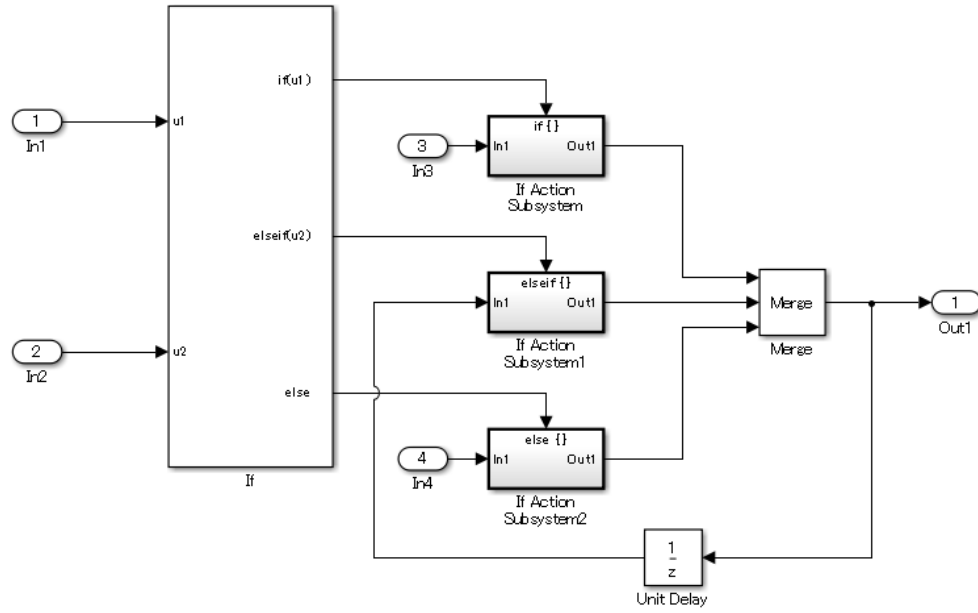 if(u1)
1
u1
In1
if { }
3
In1
Out1
In3
If Action
Subsystem
elseif(u2)
elseif { }
In1
Out1
Merge
1
If Action
Subsystem1
Merge
Out1
2
u2
In2
else
else { }
4
In1
Out1
In4
If
If Action
Subsystem2
1
z
Unit Delay